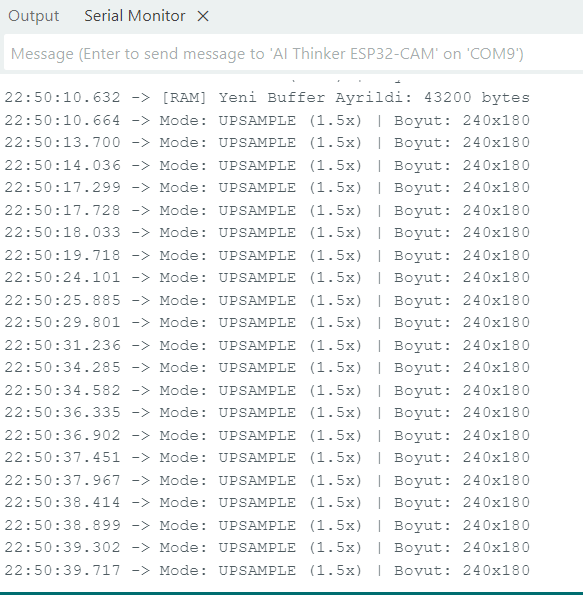 Output Serial Monitor ×
Message (Enter to send message to 'AI Thinker ESP32-CAM' on 'COM9')
22:50:10.632 -> [RAM] Yeni Buffer Ayrildi: 43200 bytes
22:50:10.664 -> Mode: UPSAMPLE (1.5x) | Boyut: 240x180
22:50:13.700 -> Mode: UPSAMPLE (1.5x) | Boyut: 240x180
22:50:14.036 -> Mode: UPSAMPLE (1.5x) | Boyut: 240x180
22:50:17.299 -> Mode: UPSAMPLE (1.5x) | Boyut: 240x180
22:50:17.728 -> Mode: UPSAMPLE (1.5x) | Boyut: 240x180
22:50:18.033 -> Mode: UPSAMPLE (1.5x) | Boyut: 240x180
22:50:19.718 -> Mode: UPSAMPLE (1.5x) | Boyut: 240x180
22:50:24.101 -> Mode: UPSAMPLE (1.5x) | Boyut: 240x180
22:50:25.885 -> Mode: UPSAMPLE (1.5x) | Boyut: 240x180
22:50:29.801 -> Mode: UPSAMPLE (1.5x) | Boyut: 240x180
22:50:31.236 -> Mode: UPSAMPLE (1.5x) | Boyut: 240x180
22:50:34.285 -> Mode: UPSAMPLE (1.5x) | Boyut: 240x180
22:50:34.582 -> Mode: UPSAMPLE (1.5x) | Boyut: 240x180
22:50:36.335 -> Mode: UPSAMPLE (1.5x) | Boyut: 240x180
22:50:36.902 -> Mode: UPSAMPLE (1.5x) | Boyut: 240x180
22:50:37.451 -> Mode: UPSAMPLE (1.5x) | Boyut: 240x180
22:50:37.967 -> Mode: UPSAMPLE (1.5x) | Boyut: 240x180
22:50:38.414 -> Mode: UPSAMPLE (1.5x) | Boyut: 240x180
22:50:38.899 -> Mode: UPSAMPLE (1.5x) | Boyut: 240x180
22:50:39.302 -> Mode: UPSAMPLE (1.5x) | Boyut: 240x180
22:50:39.717 -> Mode: UPSAMPLE (1.5x) | Boyut: 240x180